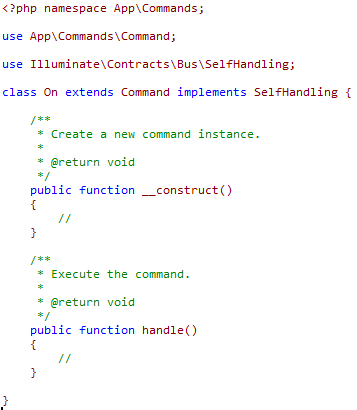 <?php namespace App\Commands;

use App\Commands\Command;

use Illuminate\Contracts\Bus\SelfHandling;

class On extends Command implements SelfHandling {

    /**
     * Create a new command instance.
     *
     * @return void
     */
    public function __construct()
    {
        //
    }

    /**
     * Execute the command.
     *
     * @return void
     */
    public function handle()
    {
        //
    }

}